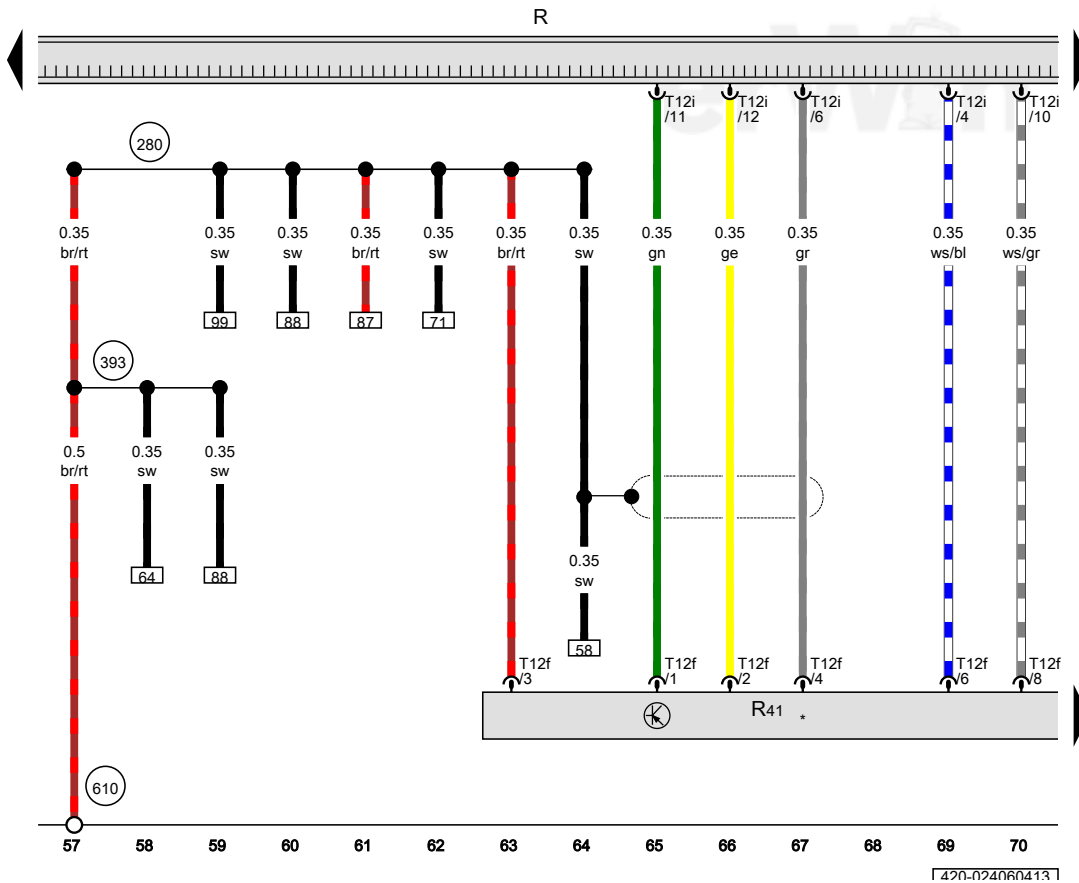 R
T12i /11
T12i /12
T12i /6
T12i /4
T12i /10
280
0.35 br/rt
0.35 sw
0.35 sw
0.35 br/rt
0.35 sw
0.35 br/rt
0.35 sw
0.35 gn
0.35 ge
0.35 gr
0.35 ws/bl
0.35 ws/gr
99
88
87
71
393
0.5 br/rt
0.35 sw
0.35 sw
64
88
0.35 sw
58
T12f /3
T12f /1
T12f /2
T12f /4
T12f /6
T12f /8
R41 *
610
57 58 59 60 61 62 63 64 65 66 67 68 69 70
420-024060413